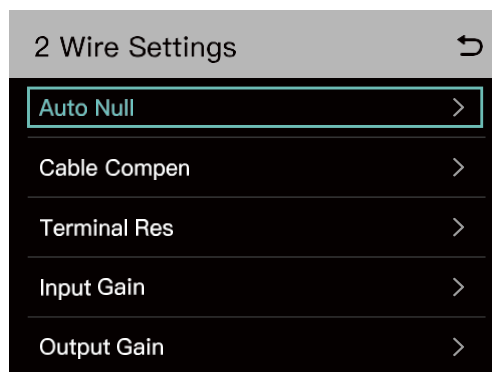 2 Wire Settings
Auto Null
Cable Compen
Terminal Res
Input Gain
Output Gain